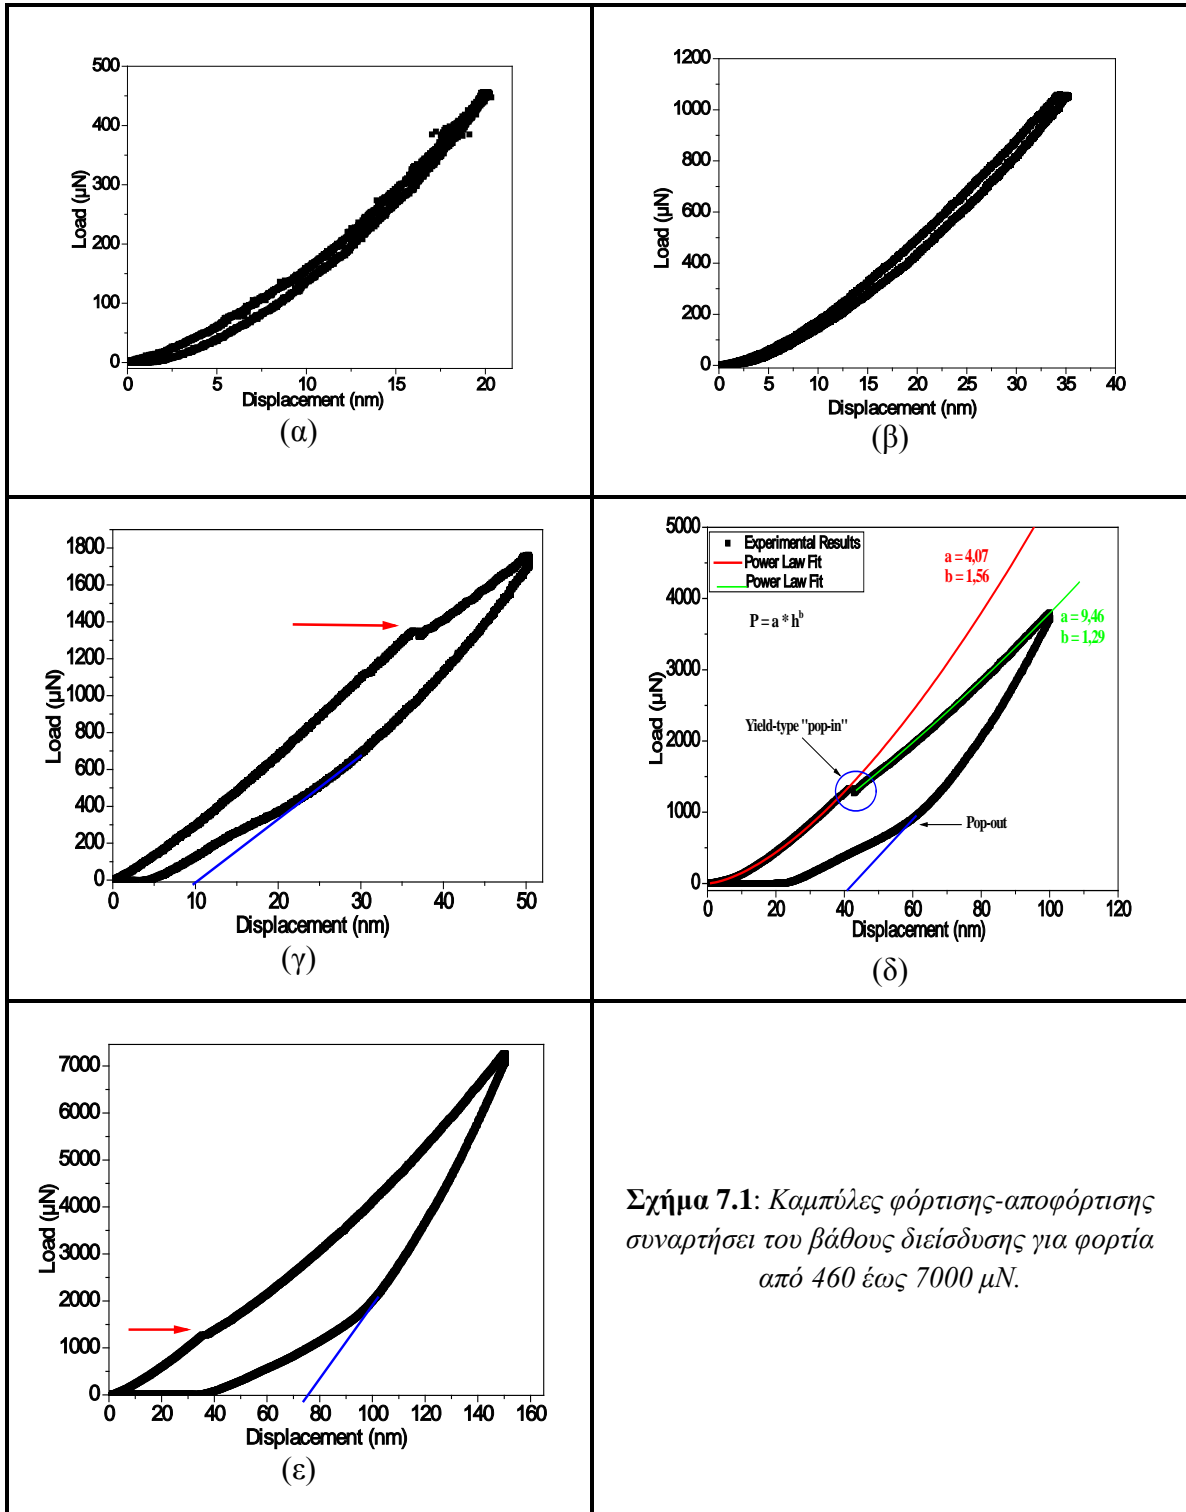 500
400
300
200
100
0
Load (μN)
0 5 10 15 20
Displacement (nm)
(α)
1200
1000
800
600
400
200
0
Load (μN)
0 5 10 15 20 25 30 35 40
Displacement (nm)
(β)
1800
1600
1400
1200
1000
800
600
400
200
0
Load (μN)
0 10 20 30 40 50
Displacement (nm)
(γ)
5000
4000
3000
2000
1000
0
Load (μN)
Experimental Results
Power Law Fit
Power Law Fit
a = 4,07
b = 1,56
P = a * h^b
a = 9,46
b = 1,29
Yield-type "pop-in"
Pop-out
0 20 40 60 80 100 120
Displacement (nm)
(δ)
7000
6000
5000
4000
3000
2000
1000
0
Load (μN)
0 20 40 60 80 100 120 140 160
Displacement (nm)
(ε)
Σχήμα 7.1: Καμπύλες φόρτισης-αποφόρτισης
συναρτήσει του βάθους διείσδυσης για φορτία
από 460 έως 7000 μN.